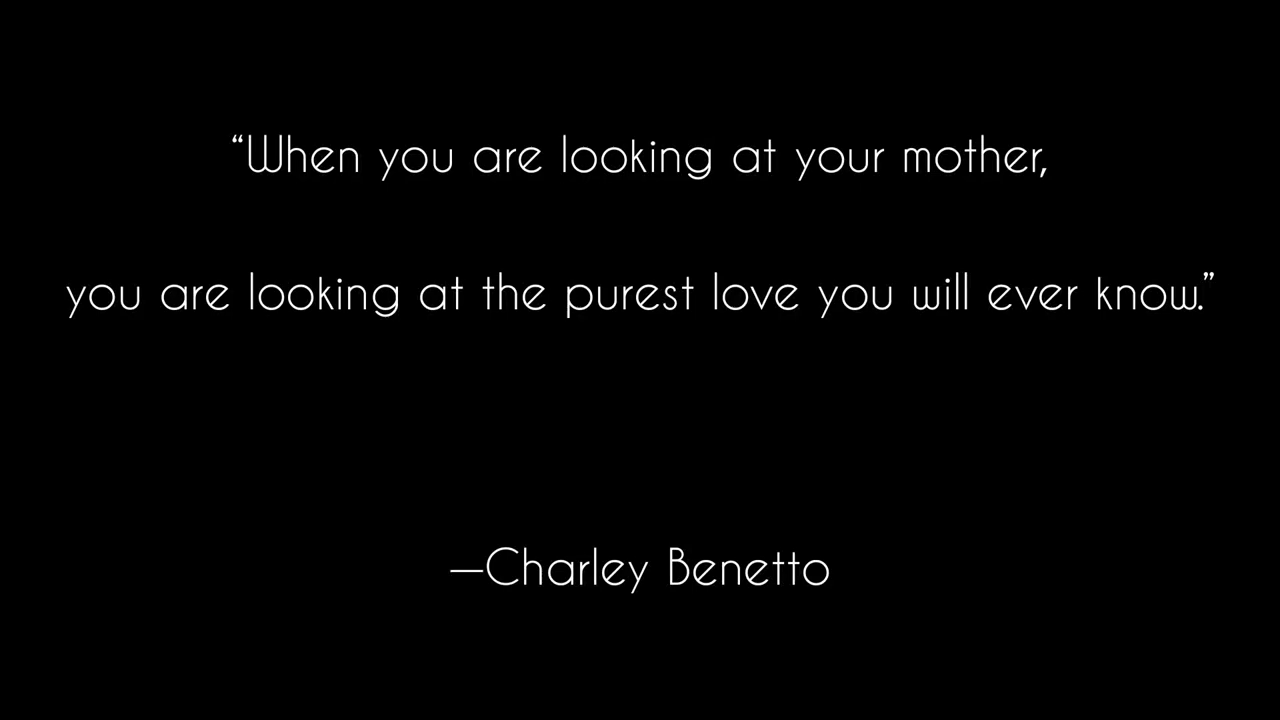 “When you are looking at your mother,
you are looking at the purest love you will ever know.”
—Charley Benetto